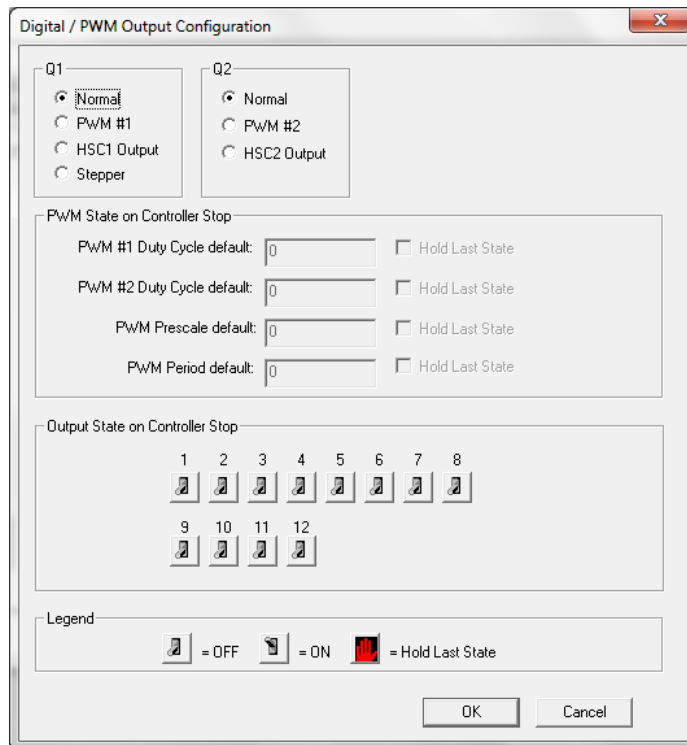 Digital / PWM Output Configuration
Q1
Normal
PWM #1
HSC1 Output
Stepper
Q2
Normal
PWM #2
HSC2 Output
PWM State on Controller Stop
PWM #1 Duty Cycle default: 0 Hold Last State
PWM #2 Duty Cycle default: 0 Hold Last State
PWM Prescale default: 0 Hold Last State
PWM Period default: 0 Hold Last State
Output State on Controller Stop
1 2 3 4 5 6 7 8
9 10 11 12
Legend
= OFF = ON = Hold Last State
OK Cancel